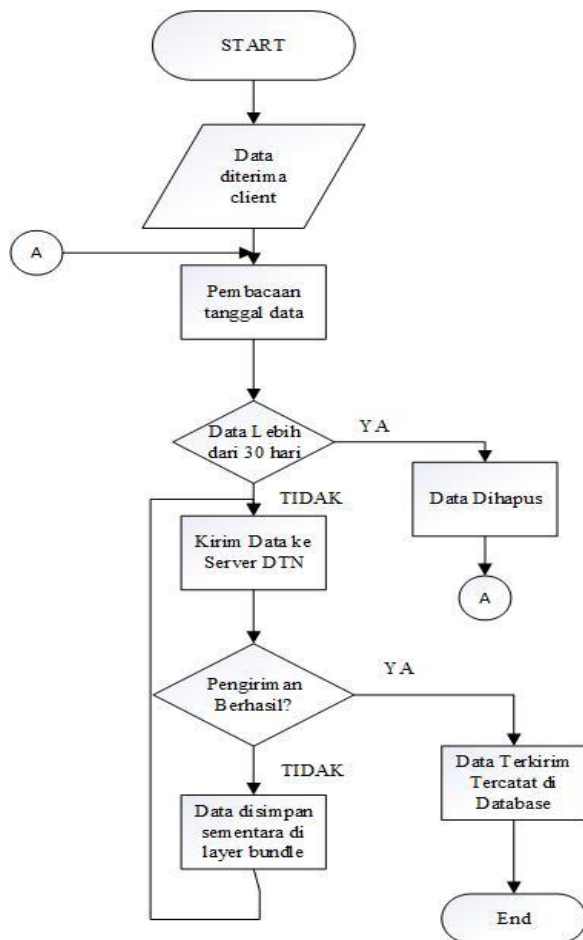 START
Data
diterima
client
A
Pembacaan
tanggal data
Data Lebih
dari 30 hari
YA
TIDAK
Data Dihapus
Kirim Data ke
Server DTN
A
Pengiriman
Berhasil?
YA
TIDAK
Data Terkirim
Tercatat di
Database
Data disimpan
sementara di
layer bundle
End